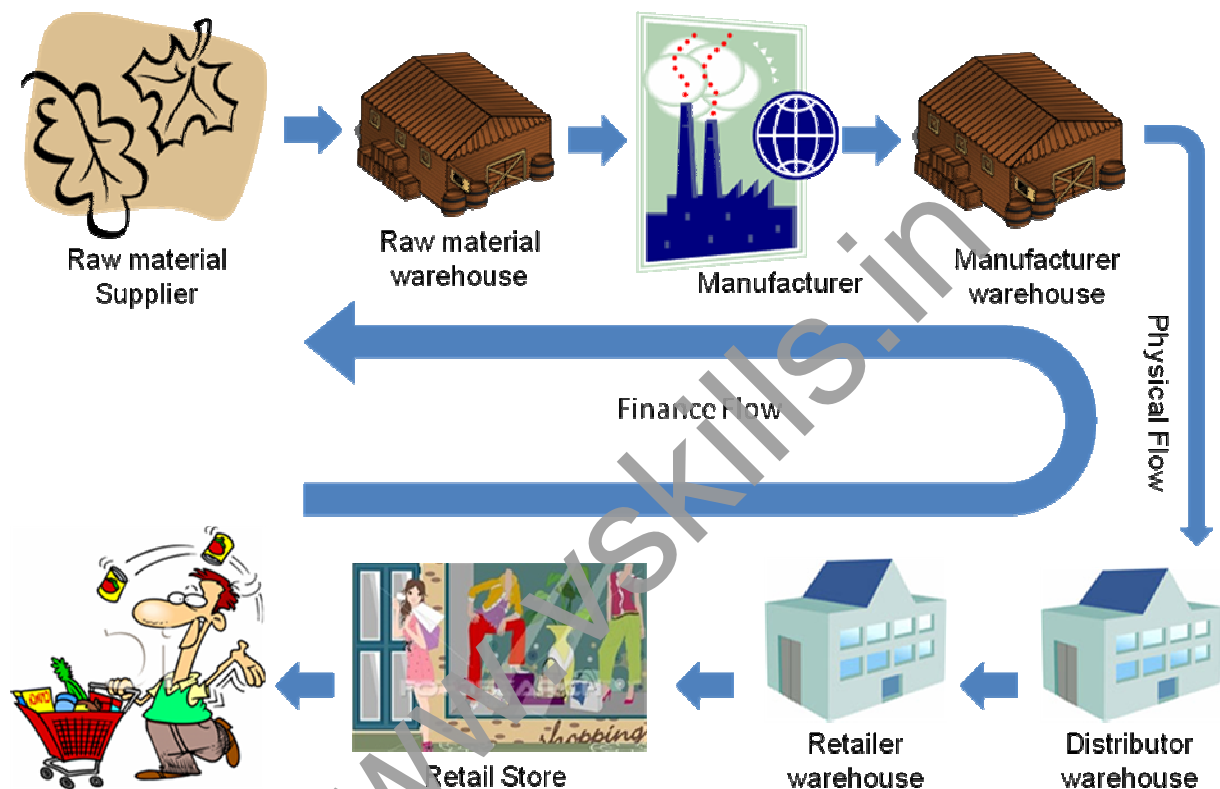 Raw material
Supplier
Raw material
warehouse
Manufacturer
Manufacturer
warehouse
Physical Flow
Finance Flow
shopping
Retail Store
Retailer
warehouse
Distributor
warehouse
www.vskills.in